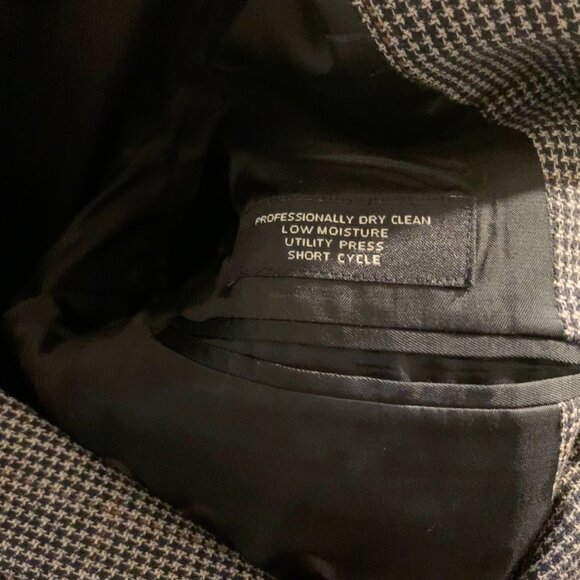 PROFESSIONALLY DRY CLEAN
LOW MOISTURE
UTILITY PRESS
SHORT CYCLE